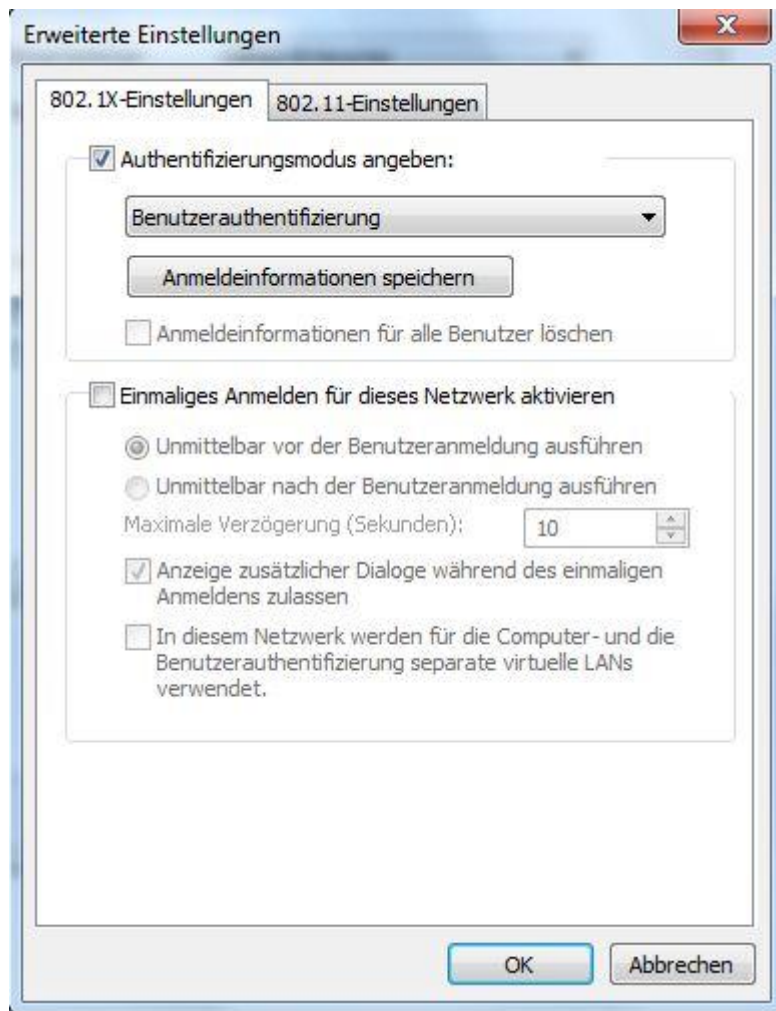 Erweiterte Einstellungen
802.1X-Einstellungen
802.11-Einstellungen
Authentifizierungsmodus angeben:
Benutzerauthentifizierung
Anmeldeinformationen speichern
Anmeldeinformationen für alle Benutzer löschen
Einmaliges Anmelden für dieses Netzwerk aktivieren
Unmittelbar vor der Benutzeranmeldung ausführen
Unmittelbar nach der Benutzeranmeldung ausführen
Maximale Verzögerung (Sekunden): 10
Anzeige zusätzlicher Dialoge während des einmaligen
Anmeldens zulassen
In diesem Netzwerk werden für die Computer- und die
Benutzerauthentifizierung separate virtuelle LANs
verwendet.
OK
Abbrechen